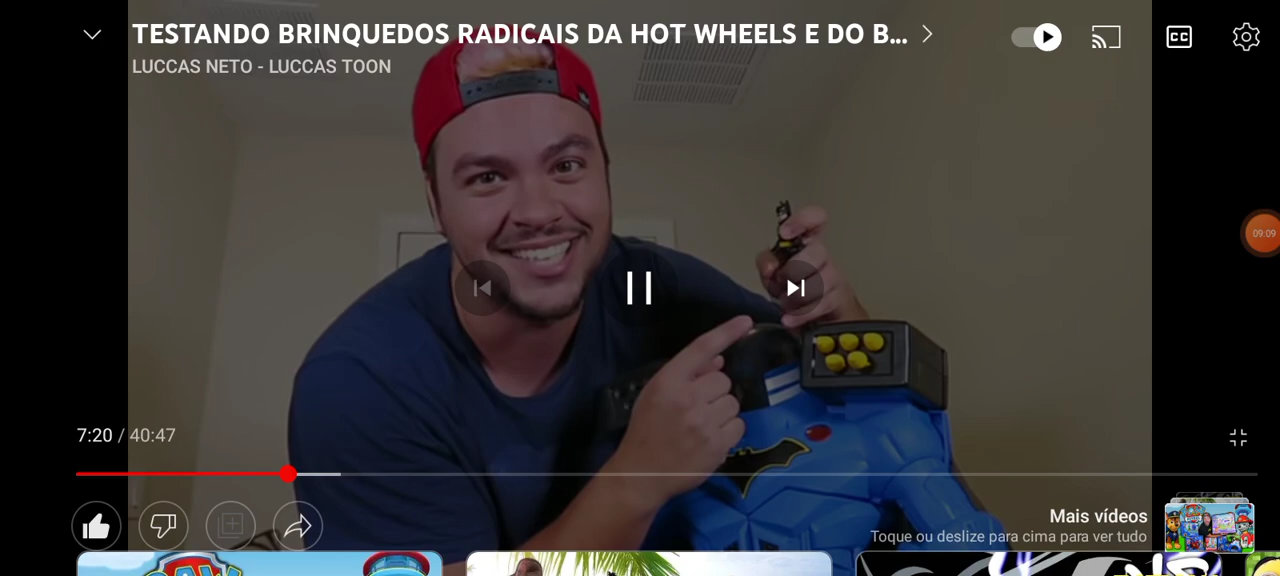 TESTANDO BRINQUEDOS RADICAIS DA HOT WHEELS E DO B...
LUCCAS NETO - LUCCAS TOON
CC
09:09
7:20 / 40:47
Mais vídeos
Toque ou deslize para cima para ver tudo